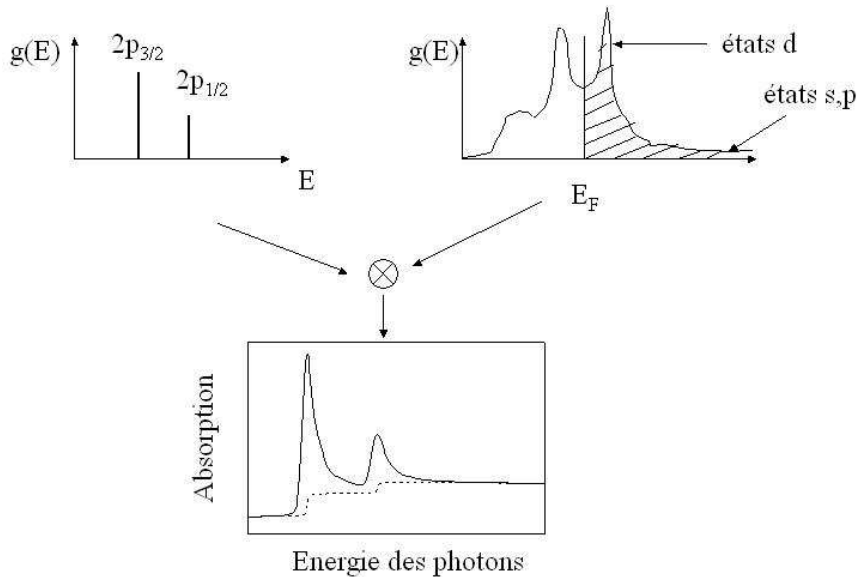 g(E)
2p3/2
2p1/2
E
g(E)
états d
états s,p
EF
Absorption
Energie des photons